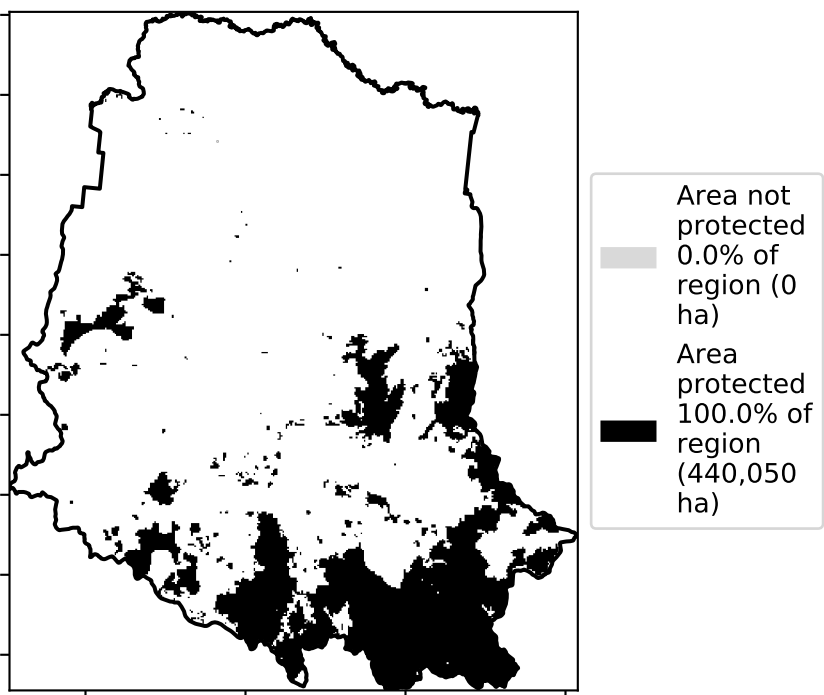 Area not
protected
0.0% of
region (0
ha)
Area
protected
100.0% of
region
(440,050
ha)